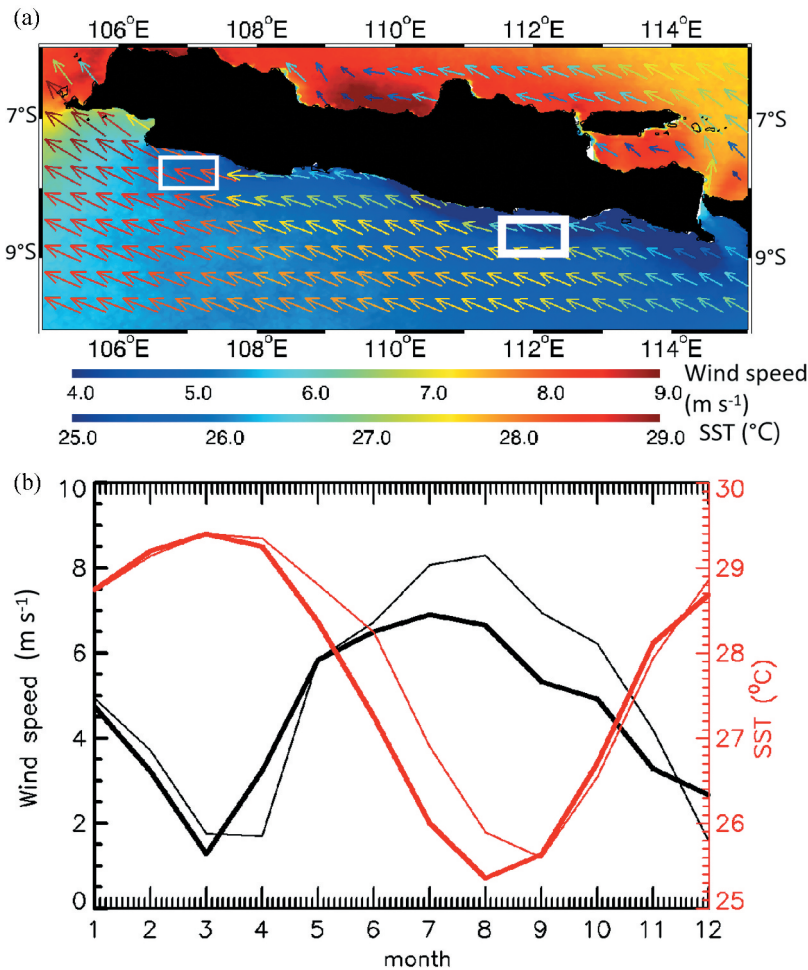 (a)
106°E 108°E 110°E 112°E 114°E
7°S 7°S
9°S 9°S
106°E 108°E 110°E 112°E 114°E
4.0 5.0 6.0 7.0 8.0 9.0 Wind speed
(m s⁻¹)
25.0 26.0 27.0 28.0 29.0 SST (°C)
(b)
10 30
8 29
6 28
4 27
2 26
0 25
Wind speed (m s⁻¹)
SST (°C)
1 2 3 4 5 6 7 8 9 10 11 12
month